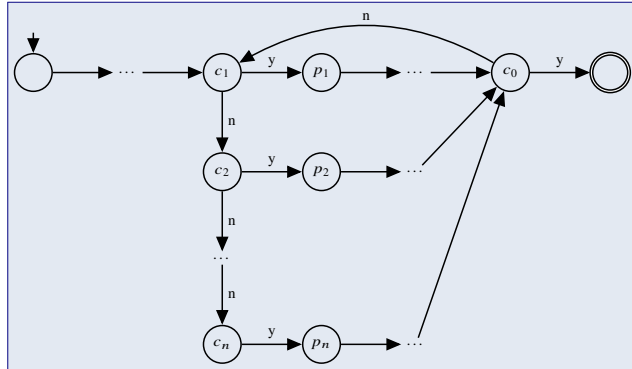 n
… c₁ y p₁ … c₀ y
n
c₂ y p₂ …
n
…
n
cₙ y pₙ …